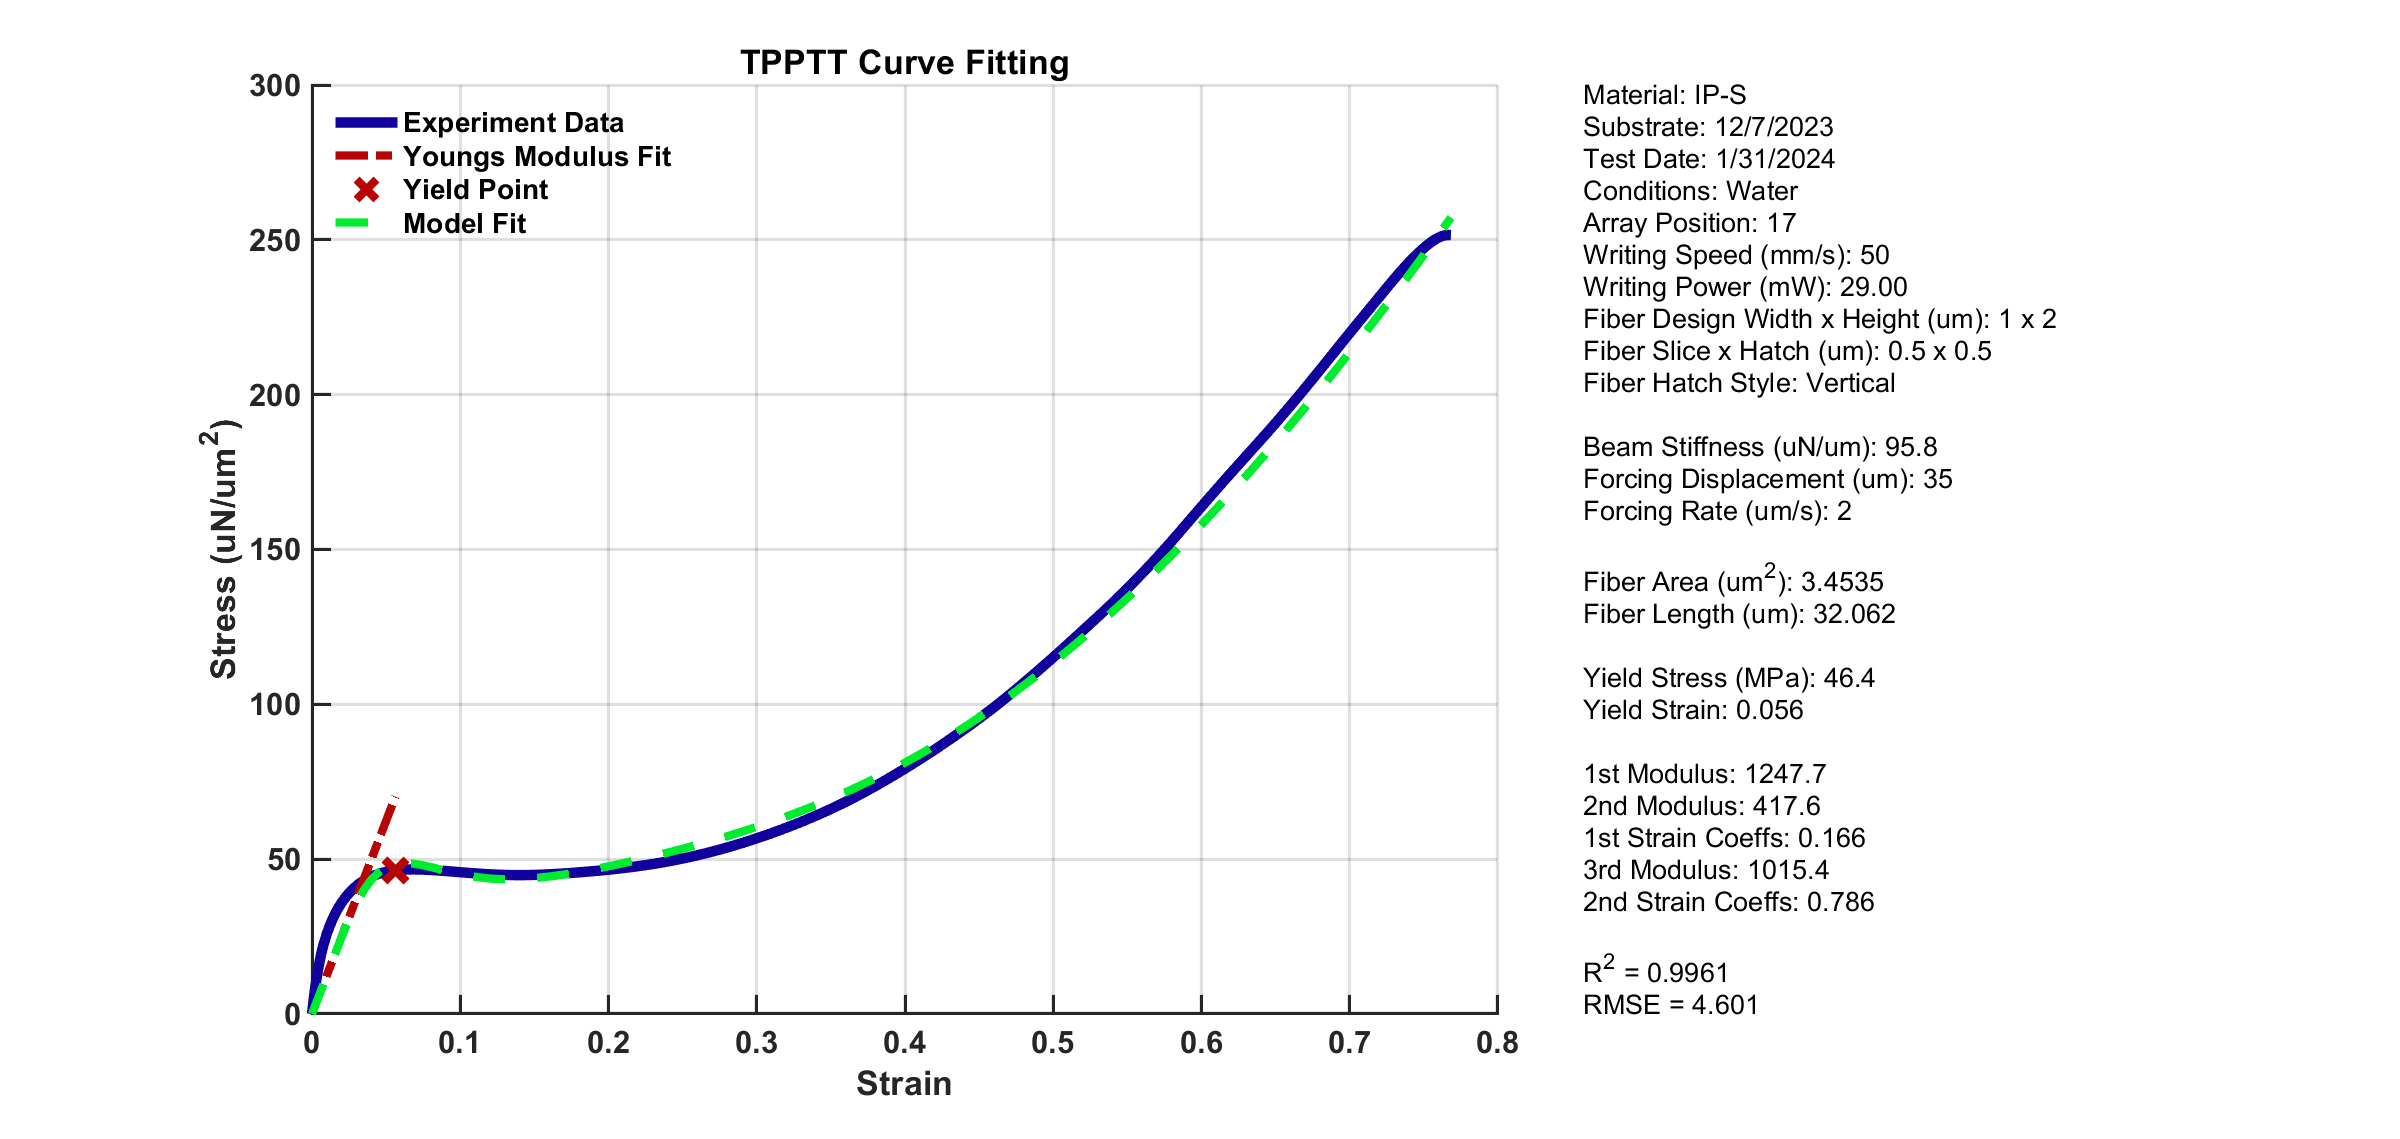 TPPTT Curve Fitting
300
250
200
150
100
50
0
Stress (uN/um²)
Experiment Data
Youngs Modulus Fit
Yield Point
Model Fit
0 0.1 0.2 0.3 0.4 0.5 0.6 0.7 0.8
Strain
Material: IP-S
Substrate: 12/7/2023
Test Date: 1/31/2024
Conditions: Water
Array Position: 17
Writing Speed (mm/s): 50
Writing Power (mW): 29.00
Fiber Design Width x Height (um): 1 x 2
Fiber Slice x Hatch (um): 0.5 x 0.5
Fiber Hatch Style: Vertical
Beam Stiffness (uN/um): 95.8
Forcing Displacement (um): 35
Forcing Rate (um/s): 2
Fiber Area (um²): 3.4535
Fiber Length (um): 32.062
Yield Stress (MPa): 46.4
Yield Strain: 0.056
1st Modulus: 1247.7
2nd Modulus: 417.6
1st Strain Coeffs: 0.166
3rd Modulus: 1015.4
2nd Strain Coeffs: 0.786
R² = 0.9961
RMSE = 4.601